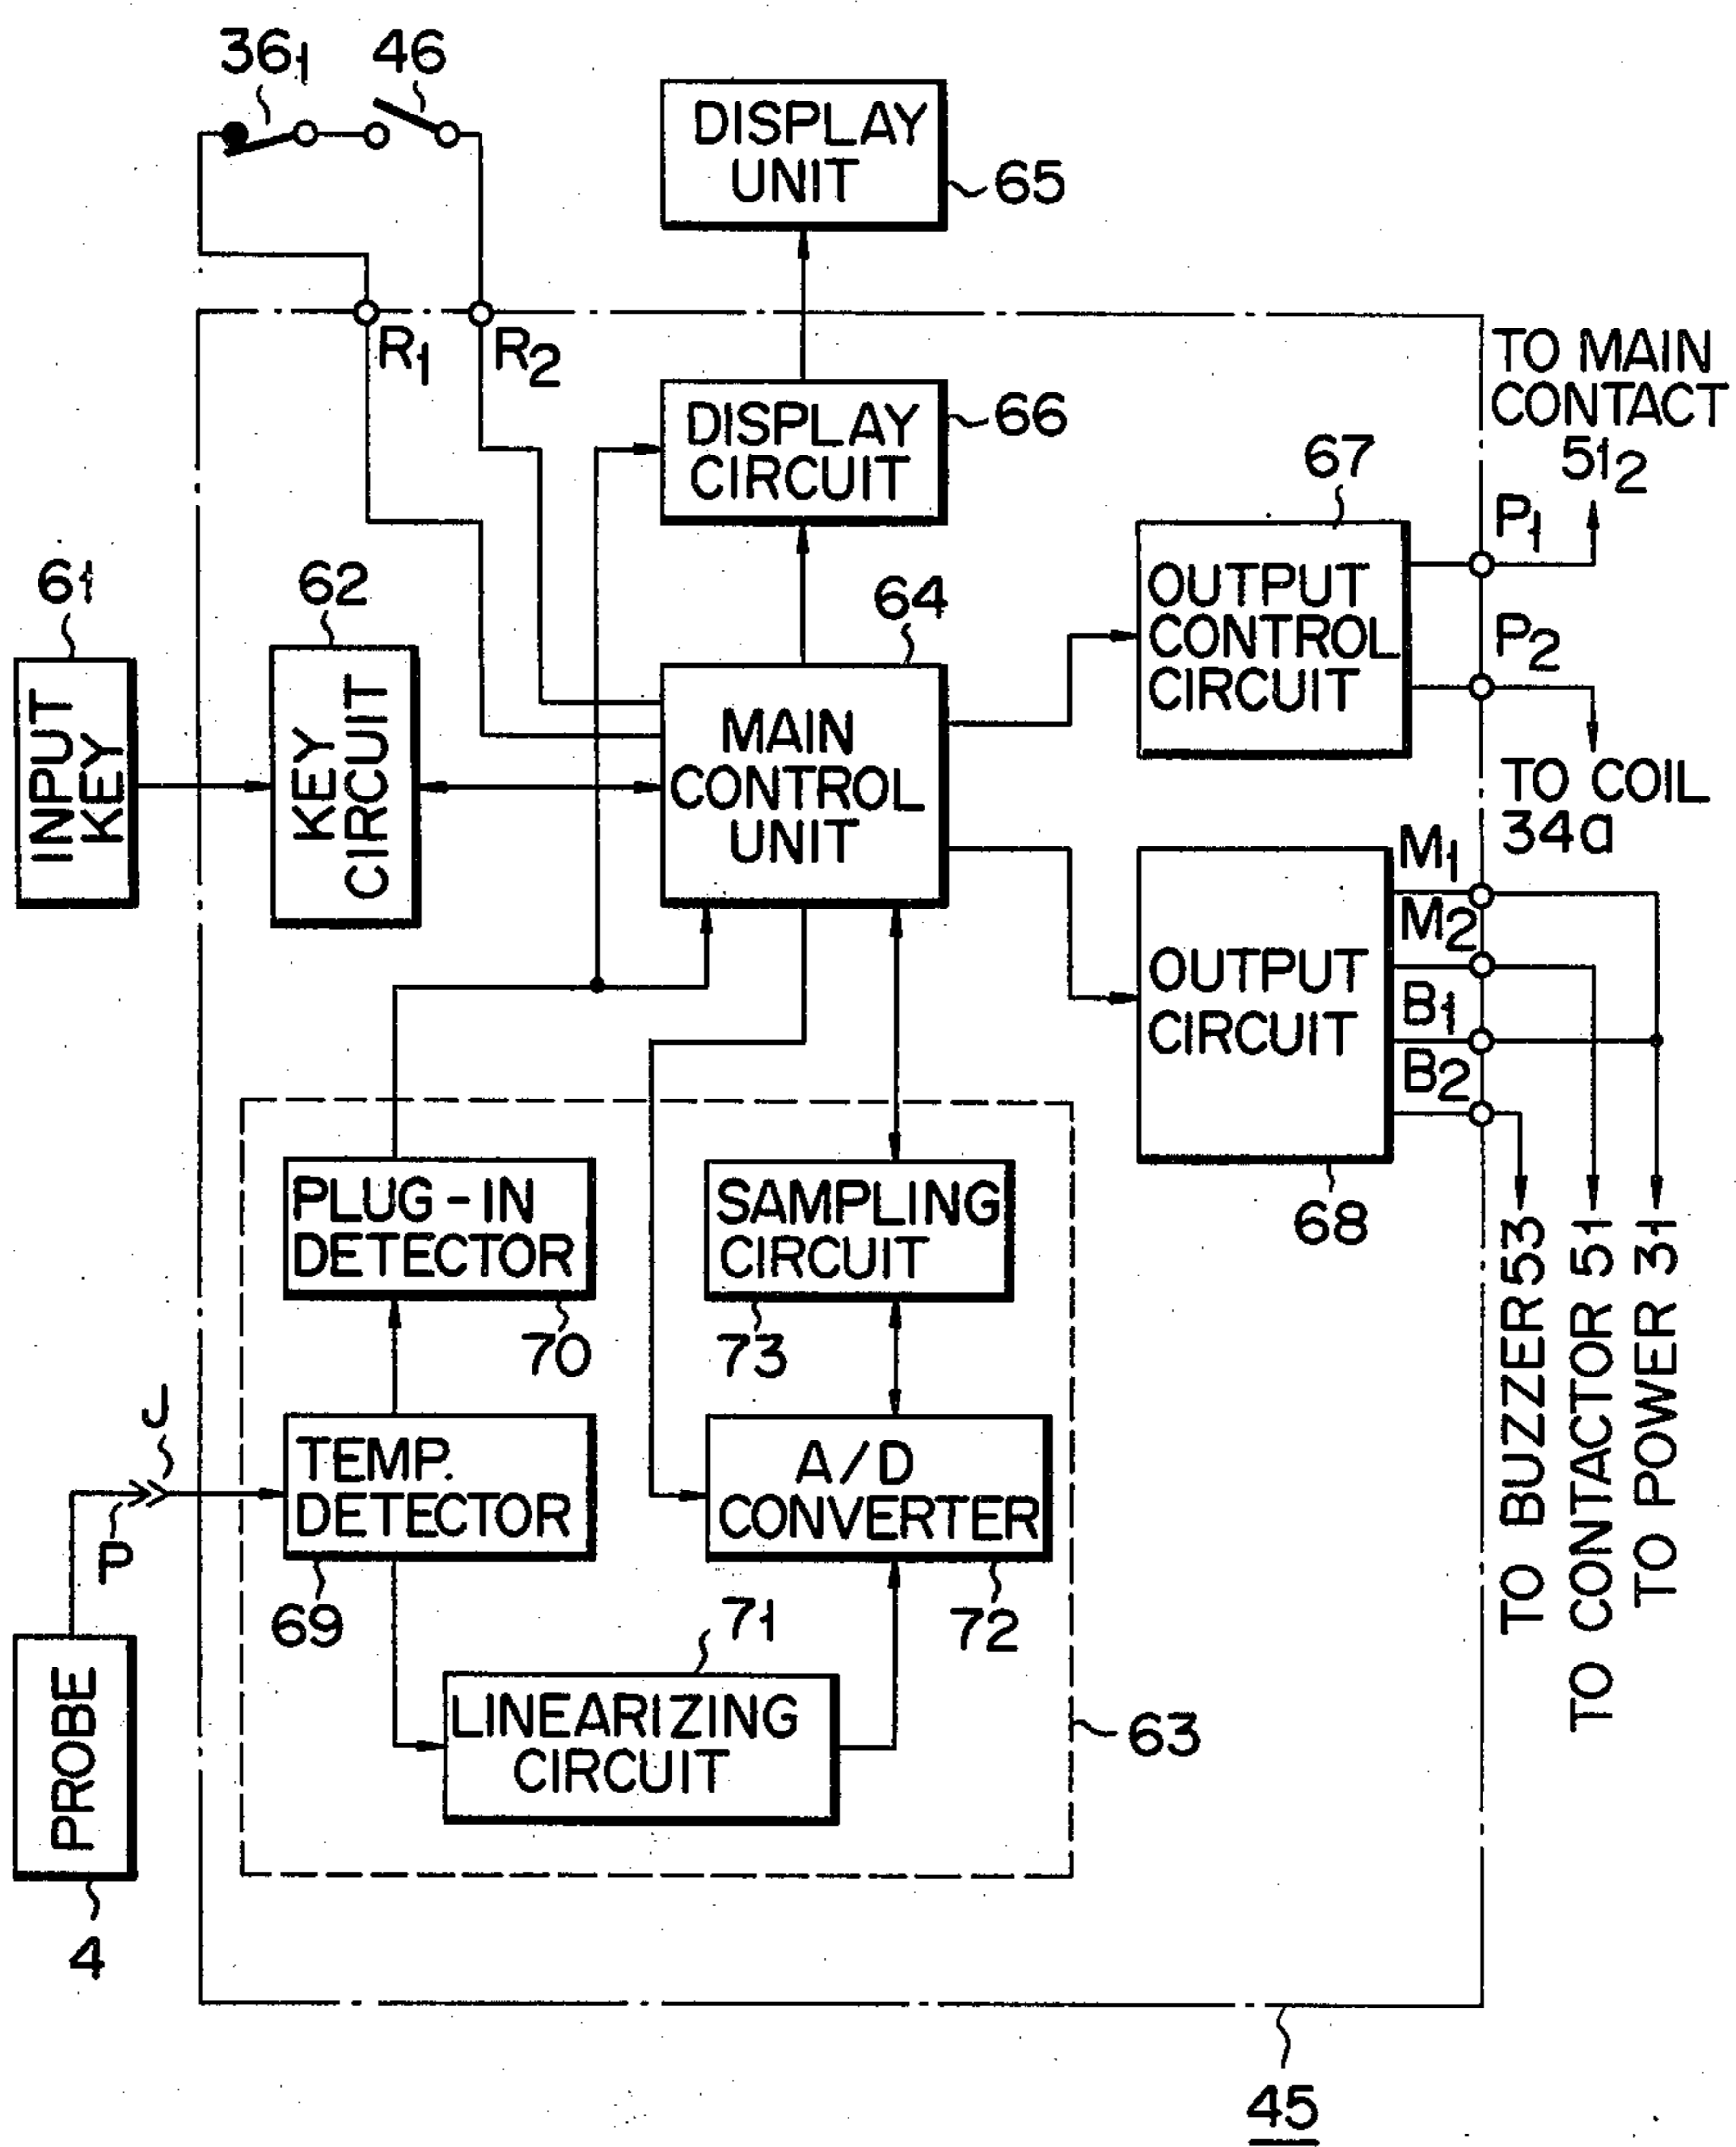 36₁
46
DISPLAY
UNIT
65
R₁
R₂
TO MAIN
CONTACT
51₂
DISPLAY
CIRCUIT
66
67
P₁
OUTPUT
CONTROL
CIRCUIT
P₂
TO COIL
34a
61
INPUT
KEY
62
KEY
CIRCUIT
64
MAIN
CONTROL
UNIT
M₁
M₂
B₁
B₂
OUTPUT
CIRCUIT
68
TO BUZZER 53
TO CONTACTOR 51
TO POWER 31
PLUG-IN
DETECTOR
70
SAMPLING
CIRCUIT
73
J
P
TEMP.
DETECTOR
69
A/D
CONVERTER
72
71
LINEARIZING
CIRCUIT
63
PROBE
4
45